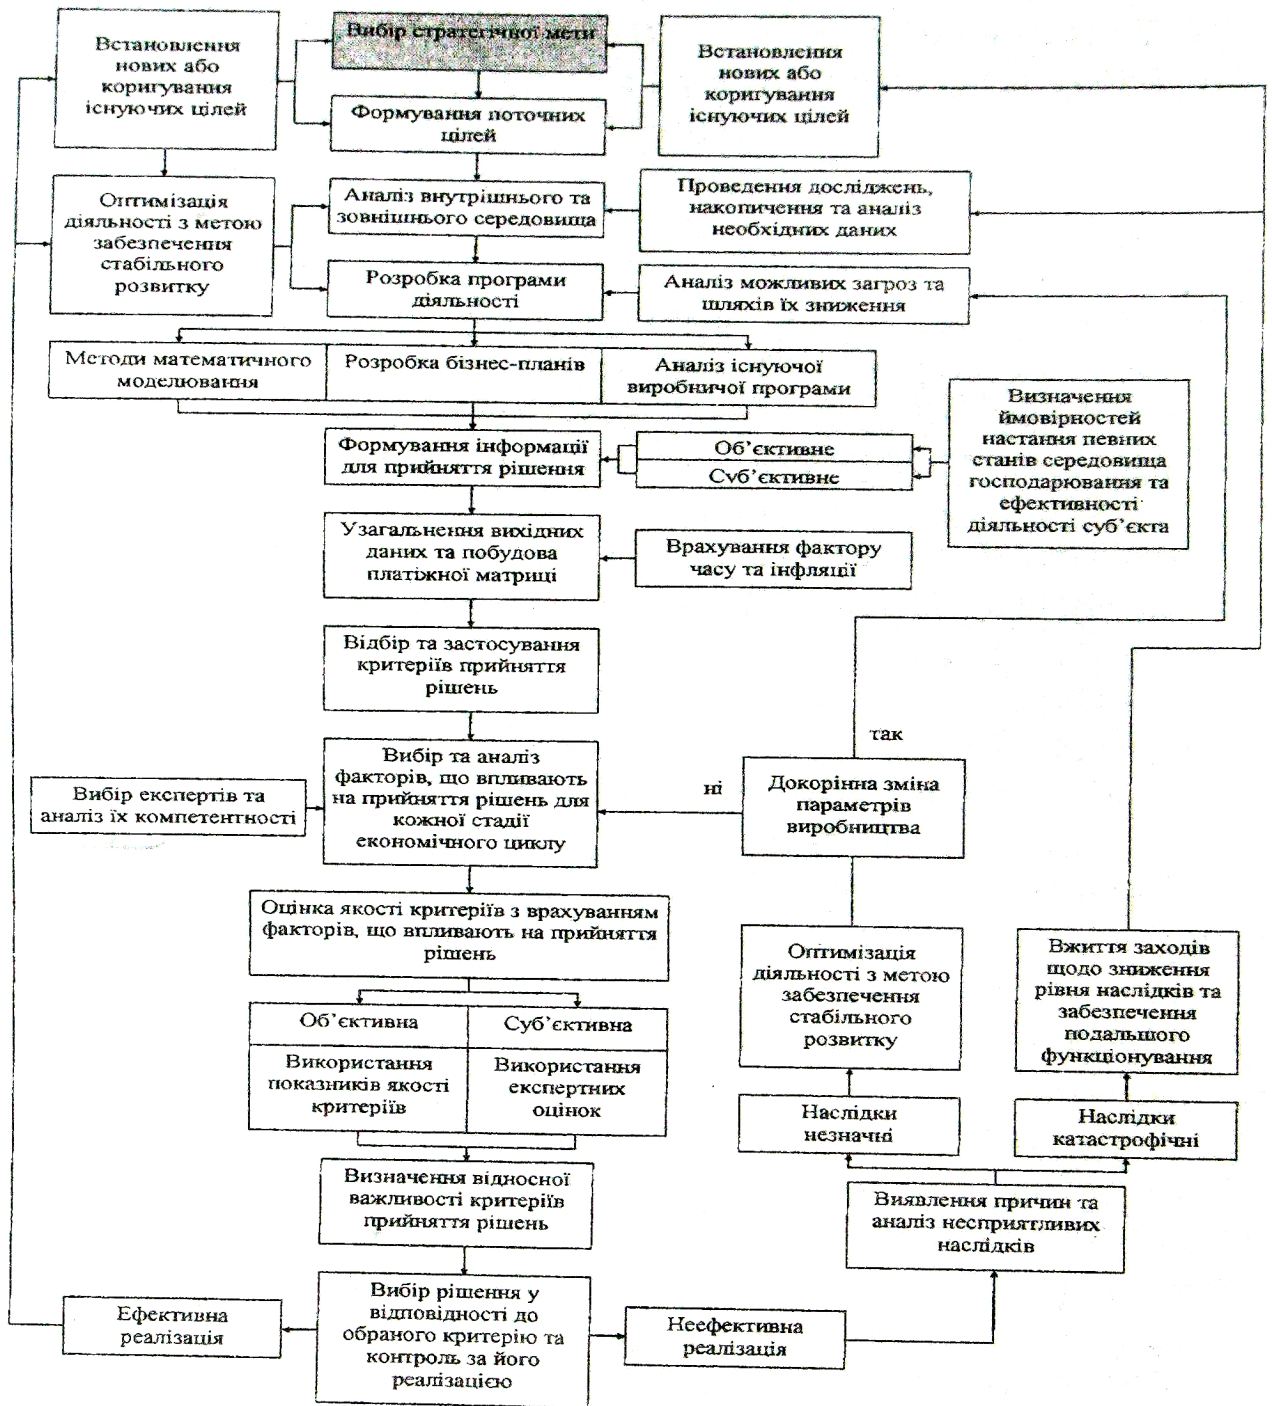 Встановлення
нових або
коригування
існуючих цілей
Вибір стратегічної мети
Встановлення
нових або
коригування
існуючих цілей
Формування поточних
цілей
Оптимізація
діяльності з метою
забезпечення
стабільного
розвитку
Аналіз внутрішнього та
зовнішнього середовища
Проведення досліджень,
накопичення та аналіз
необхідних даних
Розробка програми
діяльності
Аналіз можливих загроз та
шляхів їх зниження
Методи математичного
моделювання
Розробка бізнес-планів
Аналіз існуючої
виробничої програми
Визначення
ймовірностей
настання певних
станів середовища
господарювання та
ефективності
діяльності суб’єкта
Формування інформації
для прийняття рішення
Об’єктивне
Суб’єктивне
Узагальнення вихідних
даних та побудова
платіжної матриці
Врахування фактору
часу та інфляції
Відбір та застосування
критеріїв прийняття
рішень
так
Вибір та аналіз
факторів, що впливають
на прийняття рішень для
кожної стадії
економічного циклу
Вибір експертів та
аналіз їх компетентності
ні
Докорінна зміна
параметрів
виробництва
Оцінка якості критеріїв з врахуванням
факторів, що впливають на прийняття
рішень
Оптимізація
діяльності з метою
забезпечення
стабільного
розвитку
Вжиття заходів
щодо зниження
рівня наслідків та
забезпечення
подальшого
функціонування
Об’єктивна
Суб’єктивна
Використання
показників якості
критеріїв
Використання
експертних
оцінок
Наслідки
незначні
Наслідки
катастрофічні
Визначення відносної
важливості критеріїв
прийняття рішень
Виявлення причин та
аналіз несприятливих
наслідків
Ефективна
реалізація
Вибір рішення у
відповідності до
обраного критерію та
контроль за його
реалізацією
Неефективна
реалізація